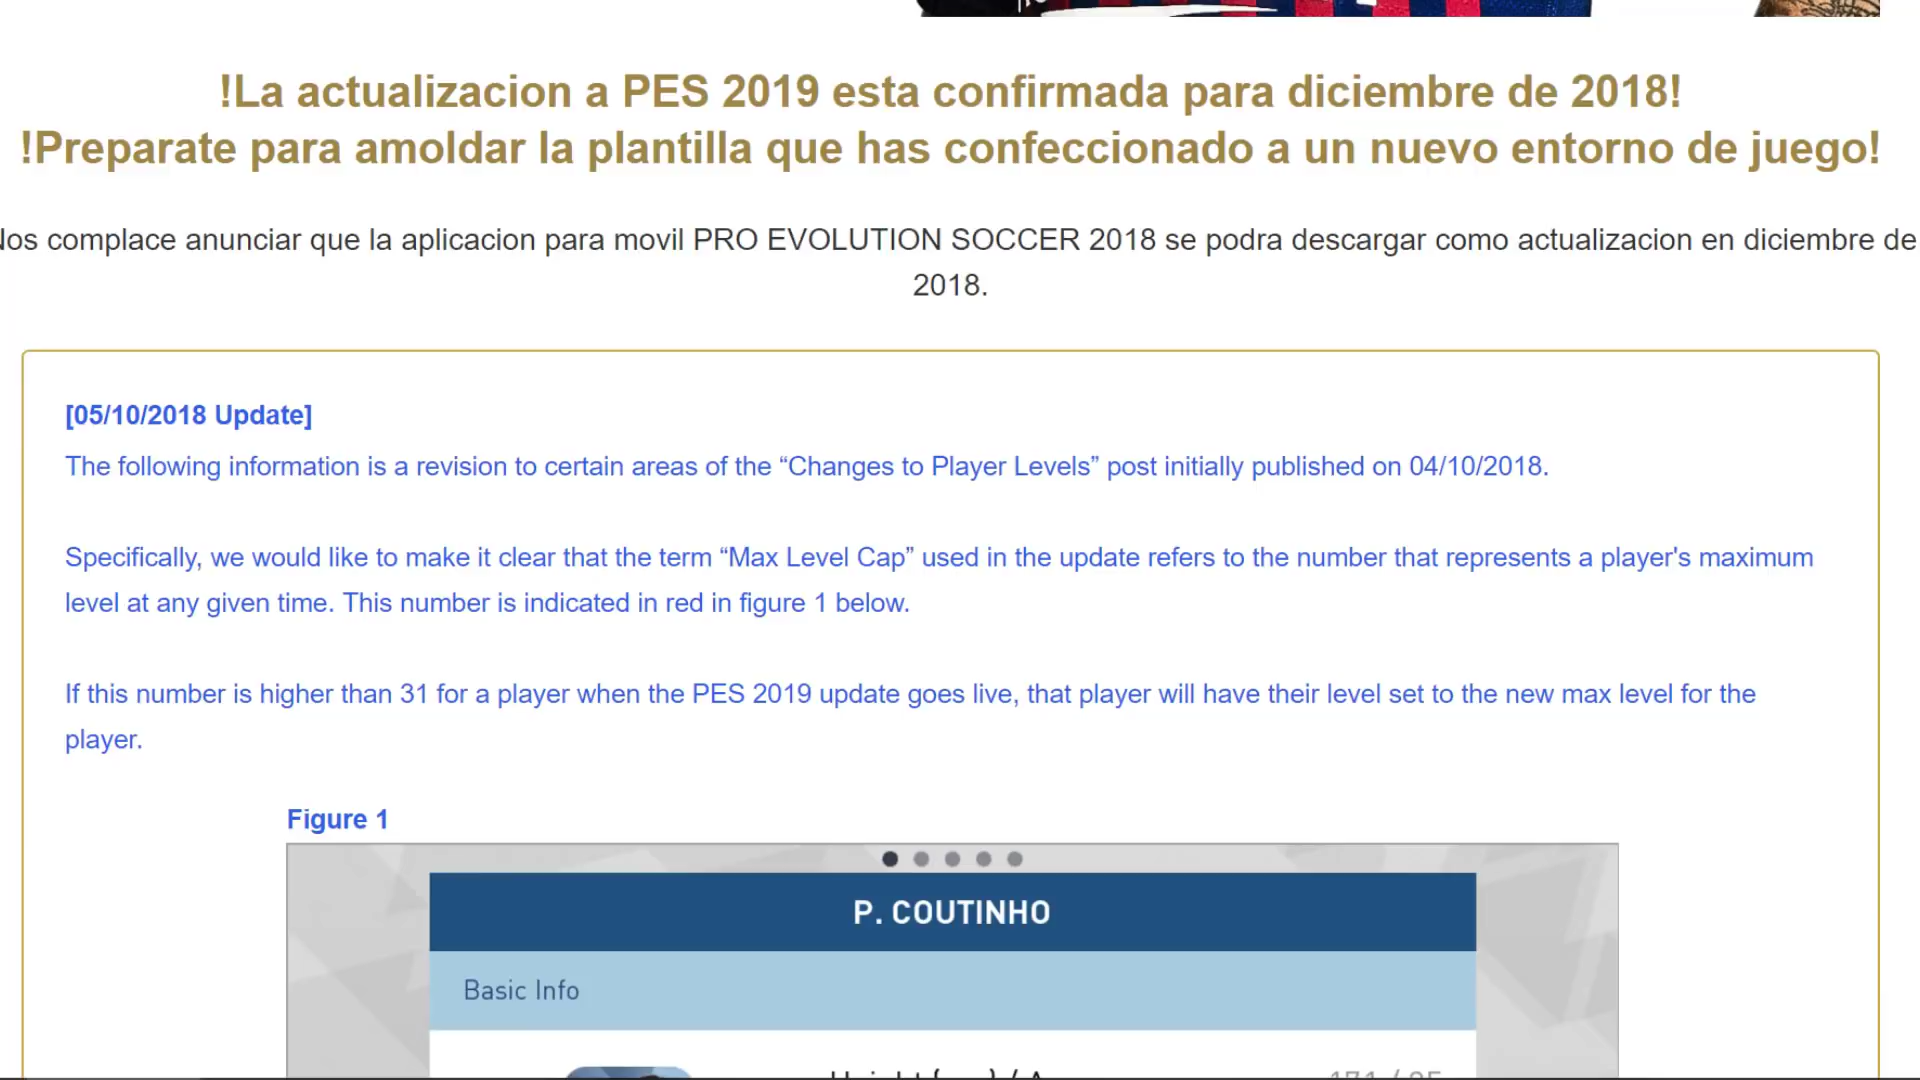 !La actualizacion a PES 2019 esta confirmada para diciembre de 2018!
!Preparate para amoldar la plantilla que has confeccionado a un nuevo entorno de juego!
Nos complace anunciar que la aplicacion para movil PRO EVOLUTION SOCCER 2018 se podra descargar como actualizacion en diciembre de
2018.
[05/10/2018 Update]
The following information is a revision to certain areas of the “Changes to Player Levels” post initially published on 04/10/2018.
Specifically, we would like to make it clear that the term “Max Level Cap” used in the update refers to the number that represents a player's maximum
level at any given time. This number is indicated in red in figure 1 below.
If this number is higher than 31 for a player when the PES 2019 update goes live, that player will have their level set to the new max level for the
player.
Figure 1
P. COUTINHO
Basic Info